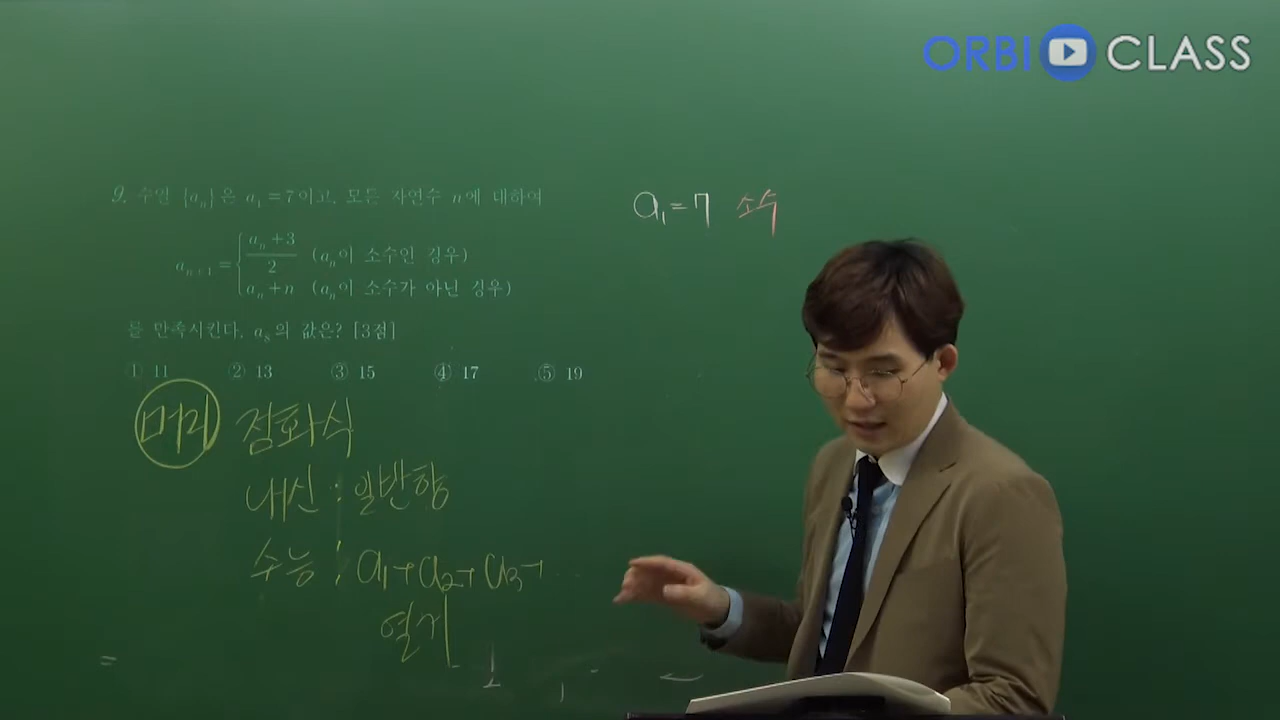 ORBI CLASS
9. 수열 {aₙ}은 a₁=7이고, 모든 자연수 n에 대하여
aₙ₊₁ = { (aₙ+3)/2 (aₙ이 소수인 경우)
aₙ+n (aₙ이 소수가 아닌 경우)
를 만족시킨다. a₈의 값은? [3점]
① 11 ② 13 ③ 15 ④ 17 ⑤ 19
a₁=7 소수
머리 점화식
내신 : 일반항
수능 : a₁→a₂→a₃→
열거